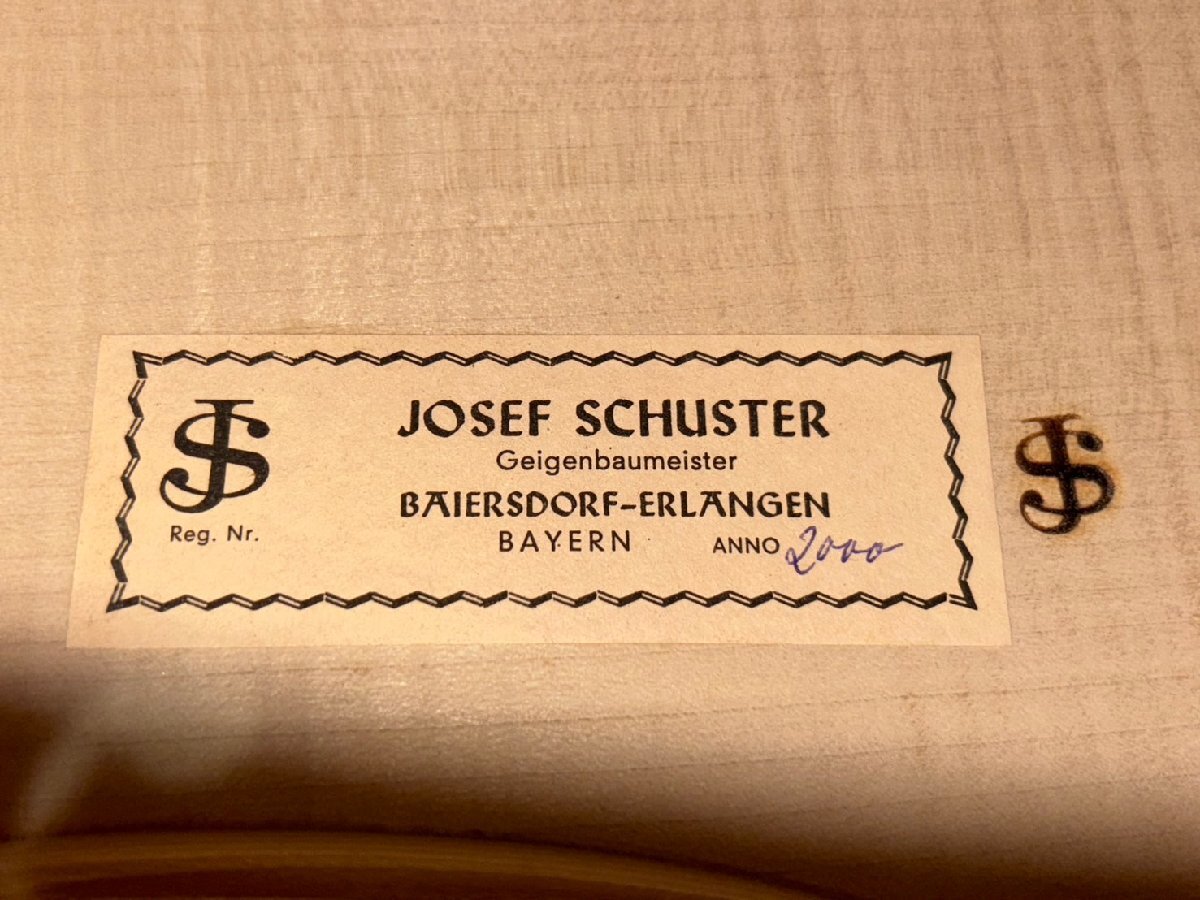 JS
JOSEF SCHUSTER
Geigenbaumeister
BAIERSDORF-ERLANGEN
BAYERN
Reg. Nr.
ANNO 2000
JS